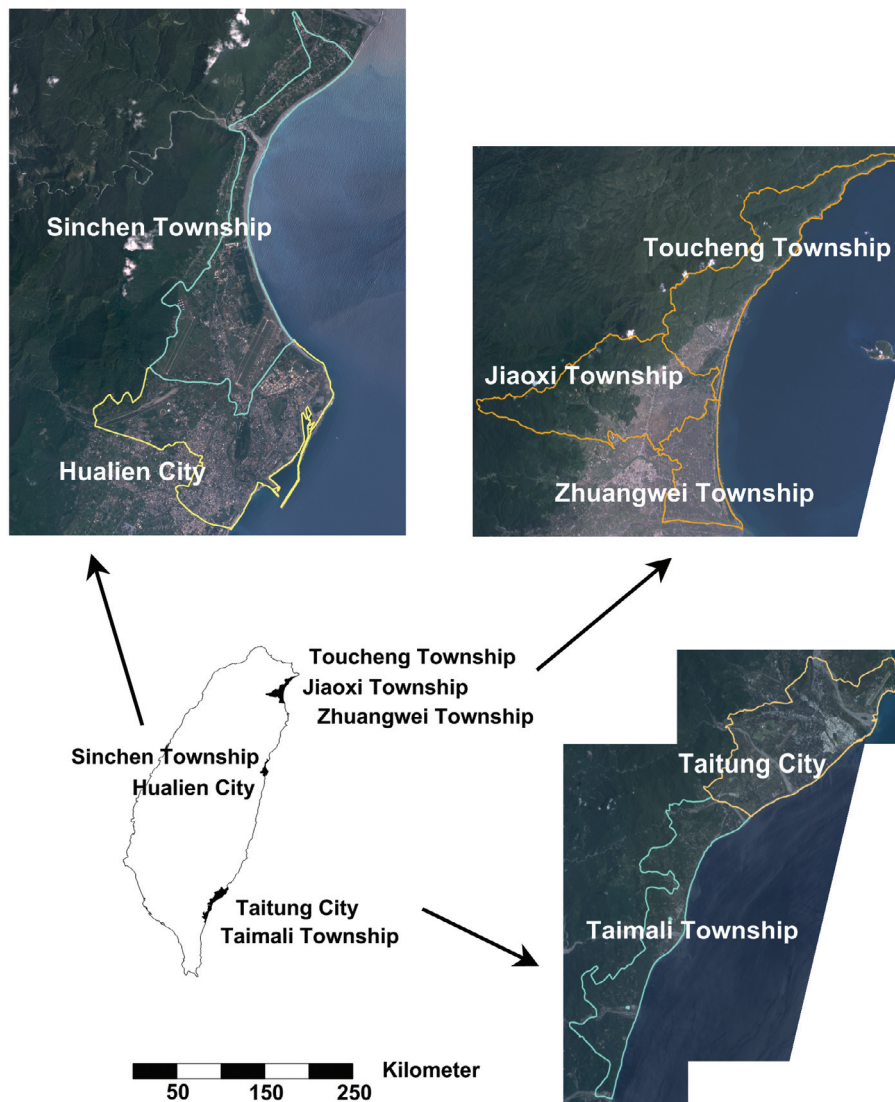 Sinchen Township
Hualien City
Toucheng Township
Jiaoxi Township
Zhuangwei Township
Toucheng Township
Jiaoxi Township
Zhuangwei Township
Sinchen Township
Hualien City
Taitung City
Taimali Township
Taitung City
Taimali Township
Kilometer
50 150 250